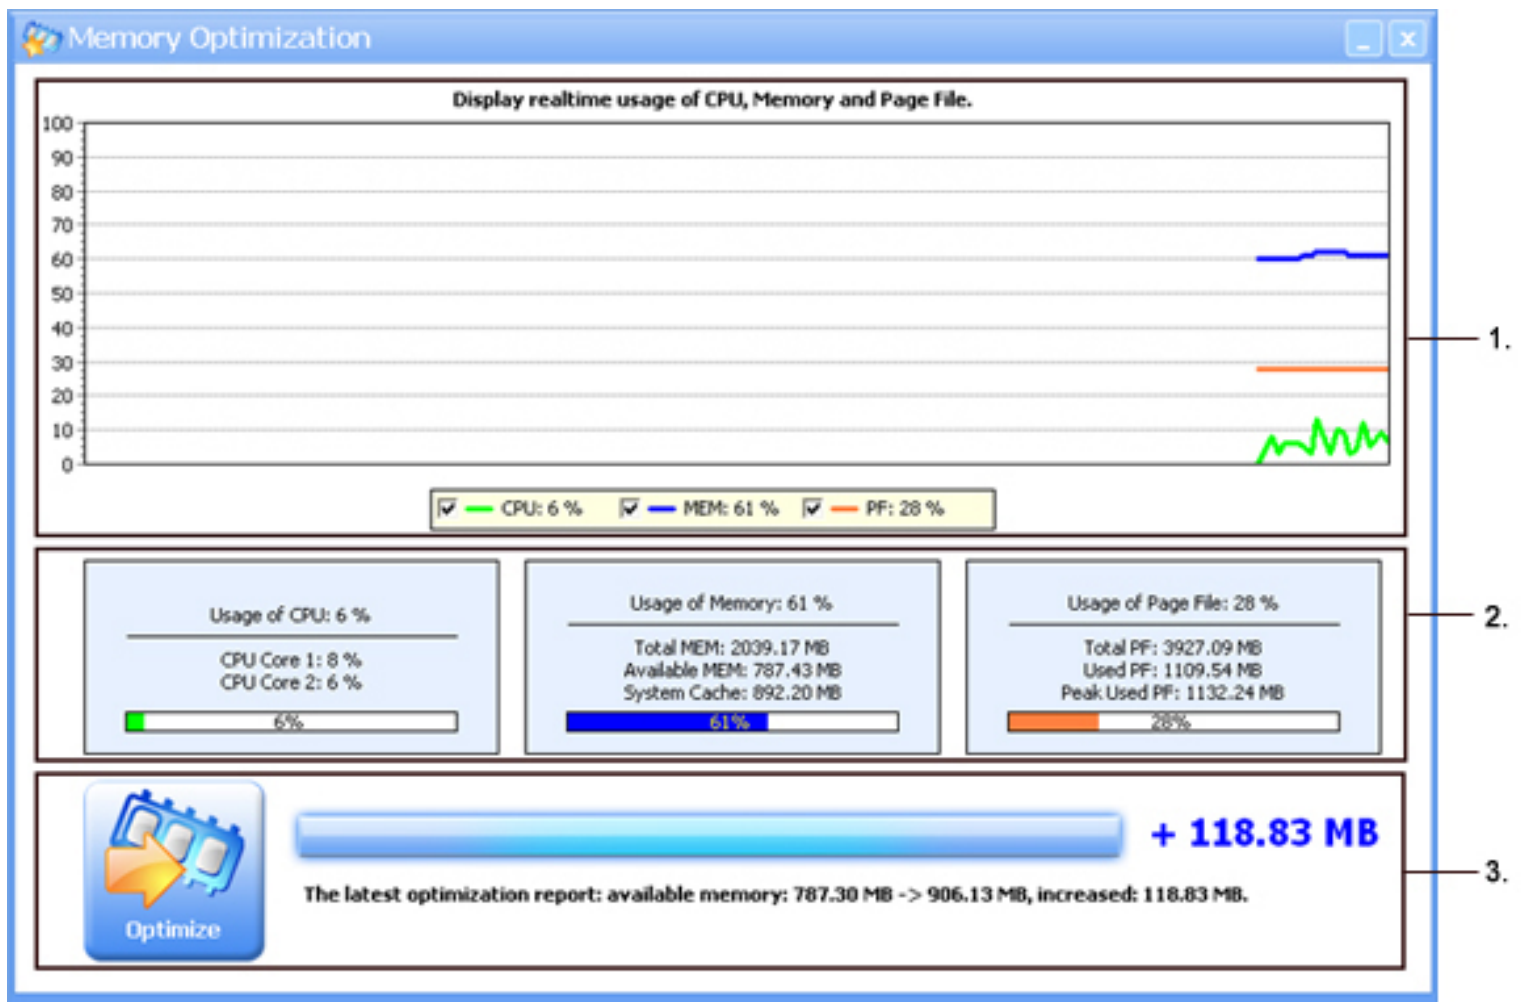 Memory Optimization
Display realtime usage of CPU, Memory and Page File.
100
90
80
70
60
50
40
30
20
10
0
CPU: 6 % MEM: 61 % PF: 28 %
1.
Usage of CPU: 6 %
CPU Core 1: 8 %
CPU Core 2: 6 %
6%
Usage of Memory: 61 %
Total MEM: 2039.17 MB
Available MEM: 787.43 MB
System Cache: 892.20 MB
61%
Usage of Page File: 28 %
Total PF: 3927.09 MB
Used PF: 1109.54 MB
Peak Used PF: 1132.24 MB
28%
2.
Optimize
+ 118.83 MB
The latest optimization report: available memory: 787.30 MB -> 906.13 MB, increased: 118.83 MB.
3.